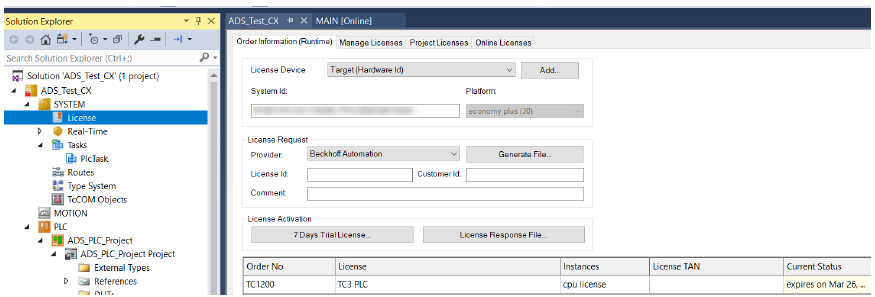 Solution Explorer
Search Solution Explorer (Ctrl+;)
Solution 'ADS_Test_CX' (1 project)
ADS_Test_CX
SYSTEM
License
Real-Time
Tasks
PlcTask
Routes
Type System
TcCOM Objects
MOTION
PLC
ADS_PLC_Project
ADS_PLC_Project Project
External Types
References
DUTs
ADS_Test_CX MAIN [Online]
Order Information (Runtime) Manage Licenses Project Licenses Online Licenses
License Device Target (Hardware Id) Add...
System Id: Platform:
economy plus (30)
License Request
Provider: Beckhoff Automation Generate File...
License Id: Customer Id:
Comment:
License Activation
7 Days Trial License... License Response File...
Order No License Instances License TAN Current Status
TC1200 TC3 PLC cpu license expires on Mar 26, ...